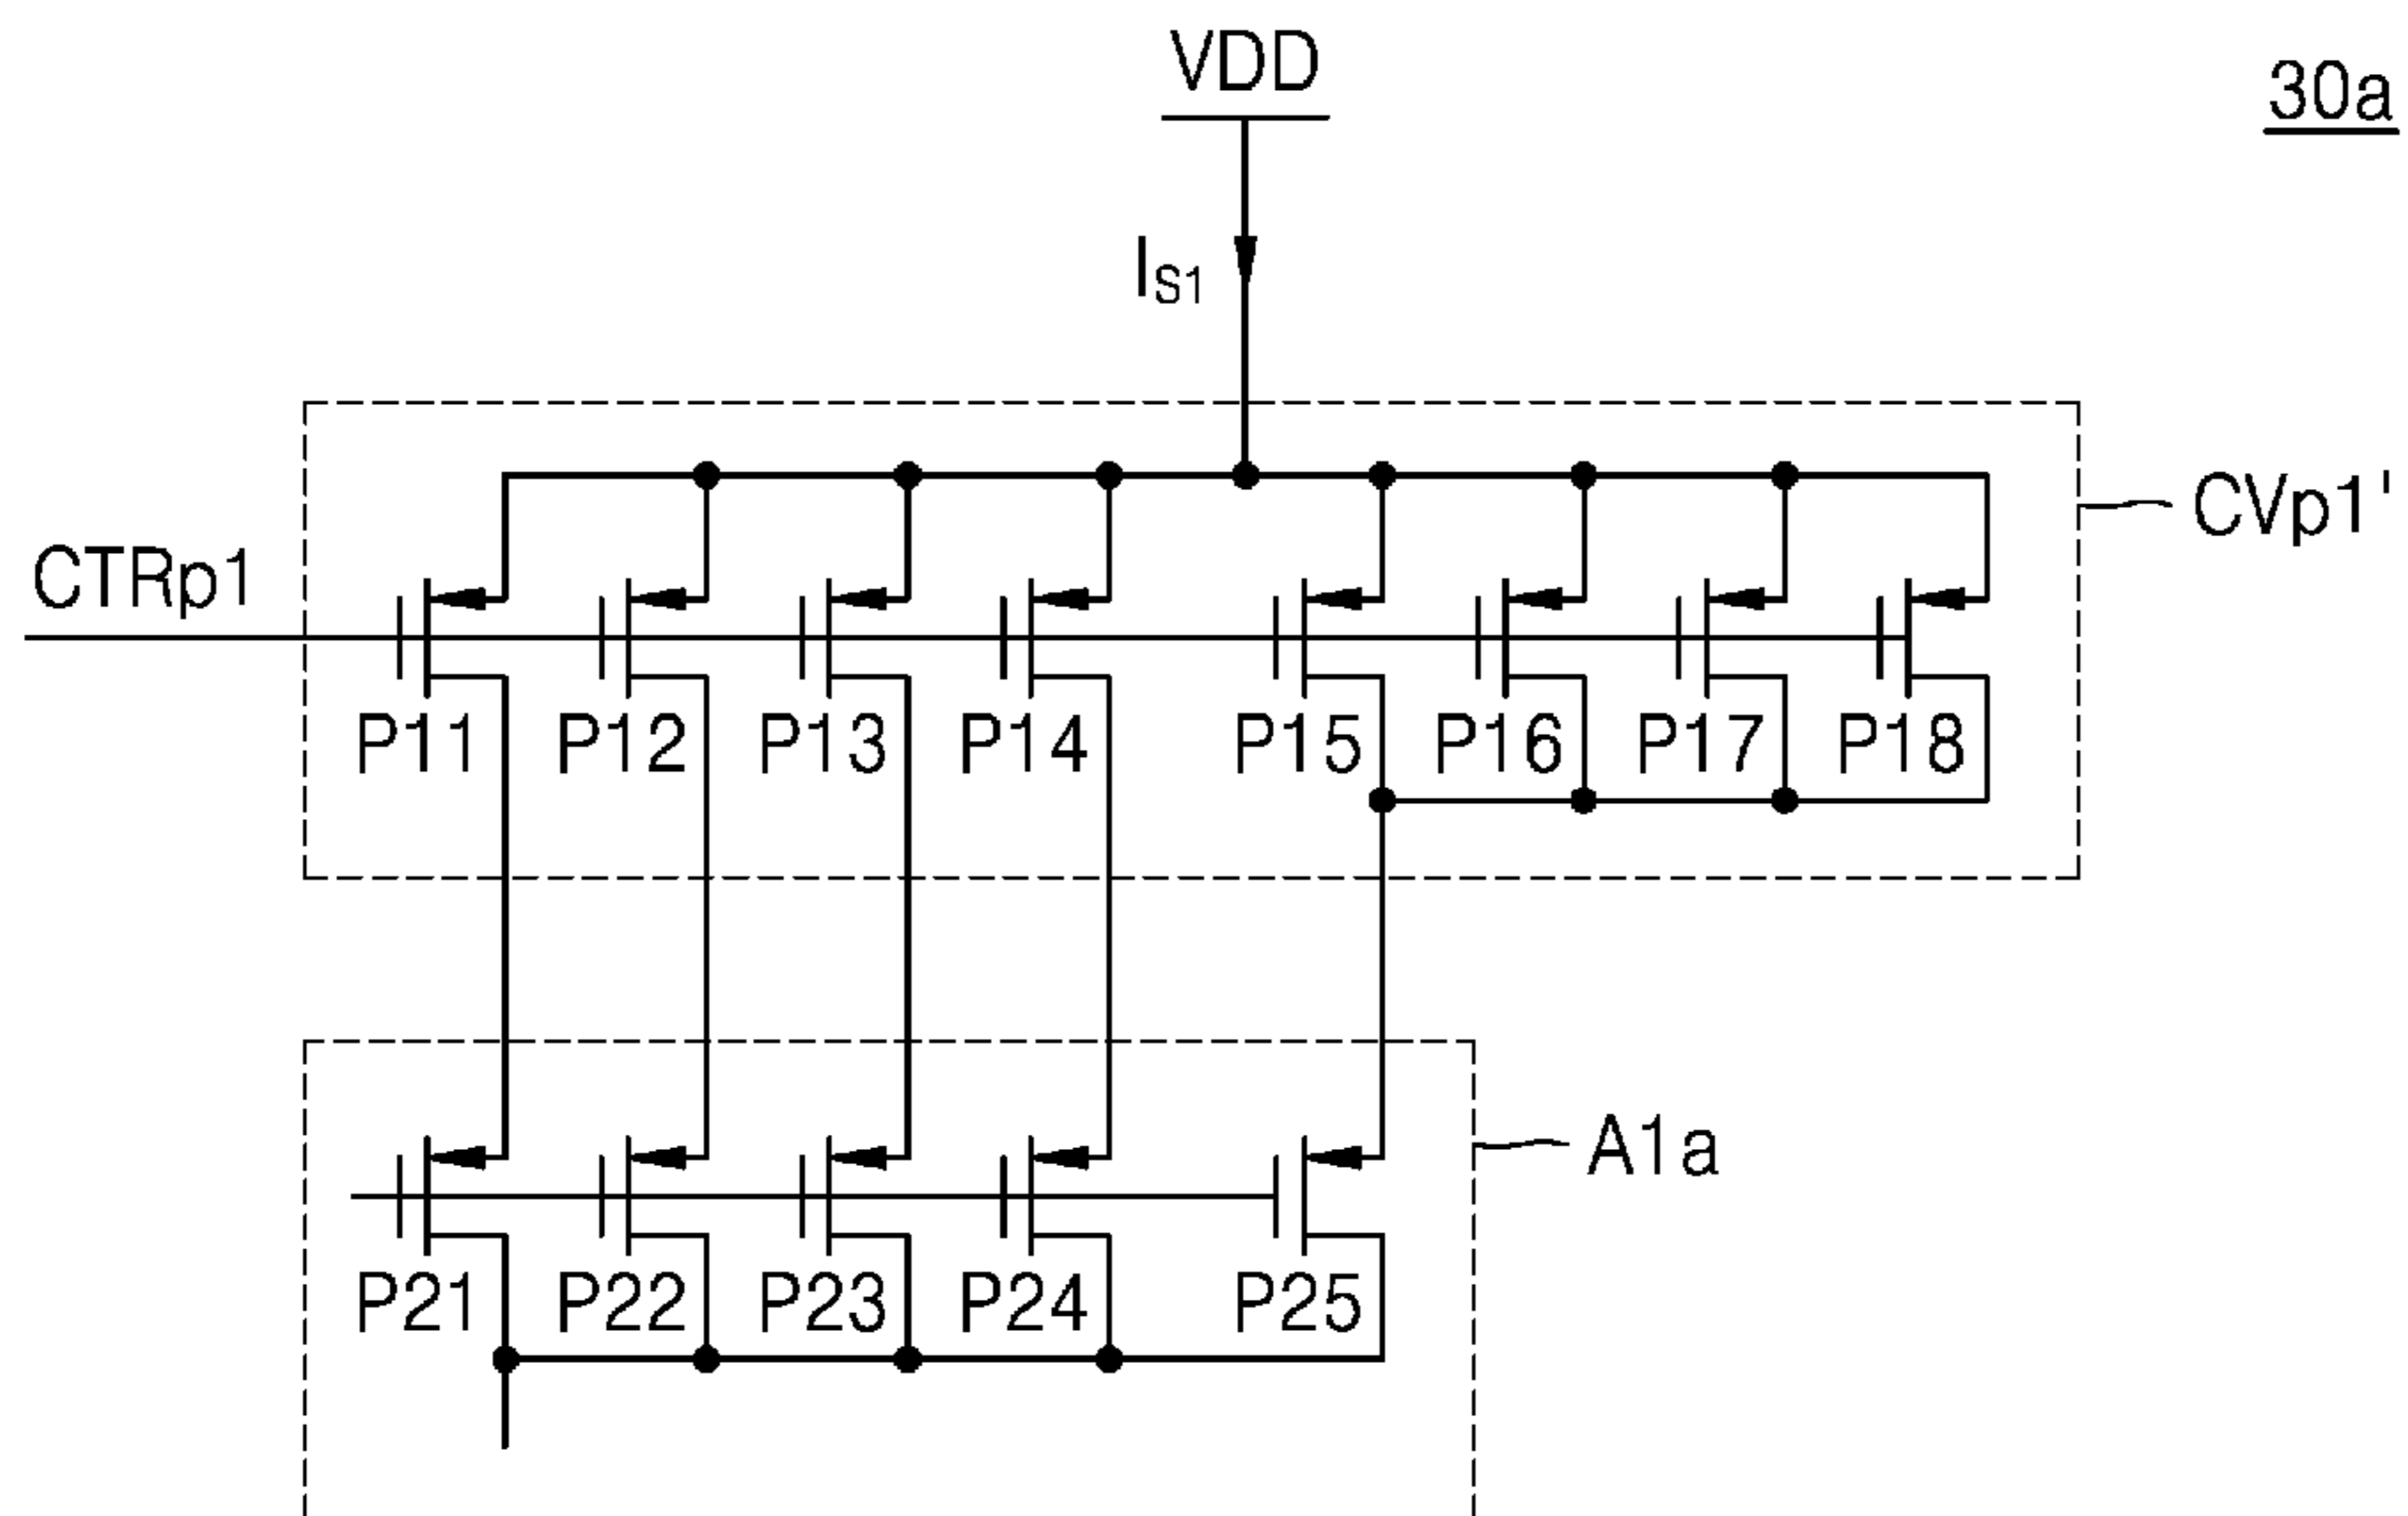 VDD
30a
IS1
CVp1'
CTRp1
P11 P12 P13 P14 P15 P16 P17 P18
A1a
P21 P22 P23 P24 P25